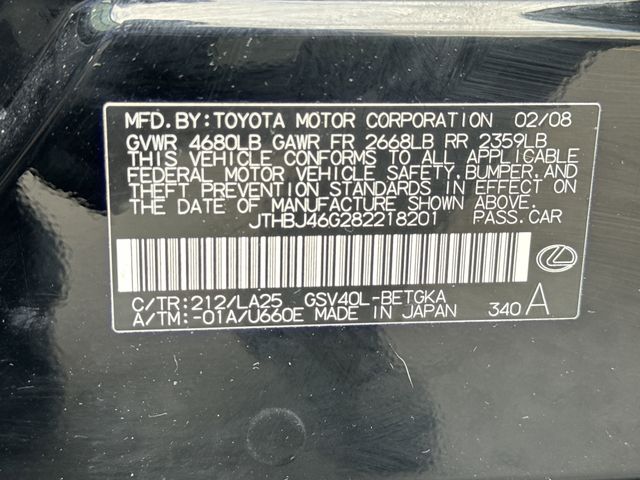 MFD.BY:TOYOTA MOTOR CORPORATION 02/08
GVWR 4680LB GAWR FR 2668LB RR 2359LB
THIS VEHICLE CONFORMS TO ALL APPLICABLE
FEDERAL MOTOR VEHICLE SAFETY,BUMPER,AND
THEFT PREVENTION STANDARDS IN EFFECT ON
THE DATE OF MANUFACTURE SHOWN ABOVE.
JTHBJ46G282218201 PASS.CAR
C/TR:212/LA25 GSV40L-BETGKA
A/TM:-01A/U660E MADE IN JAPAN 340 A